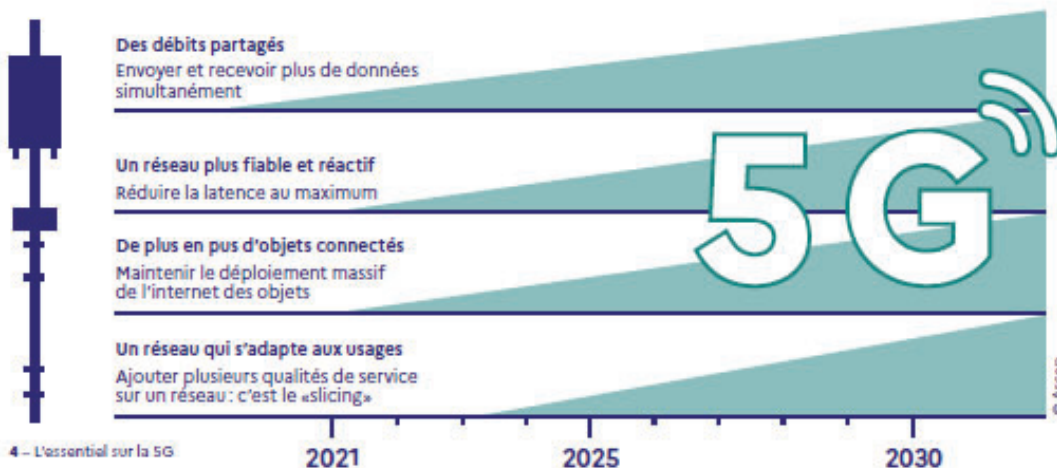 Des débits partagés
Envoyer et recevoir plus de données
simultanément
Un réseau plus fiable et réactif
Réduire la latence au maximum
De plus en pus d'objets connectés
Maintenir le déploiement massif
de l'internet des objets
Un réseau qui s'adapte aux usages
Ajouter plusieurs qualités de service
sur un réseau : c'est le «slicing»
5G
© Arcep
4 – L'essentiel sur la 5G
2021 2025 2030